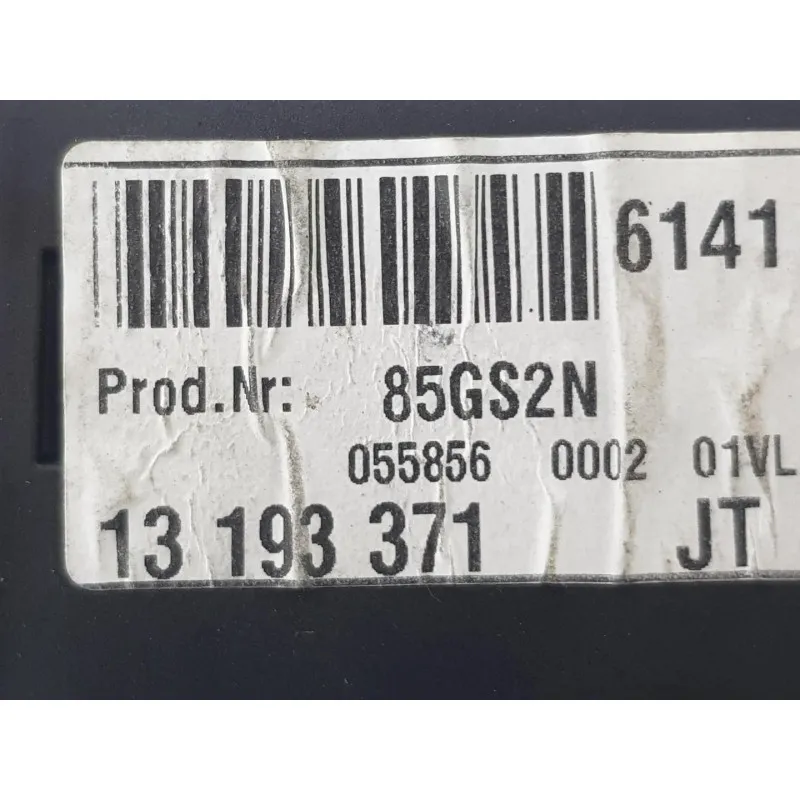 6141
Prod.Nr: 85GS2N
055856 0002 01VL
13 193 371 JT